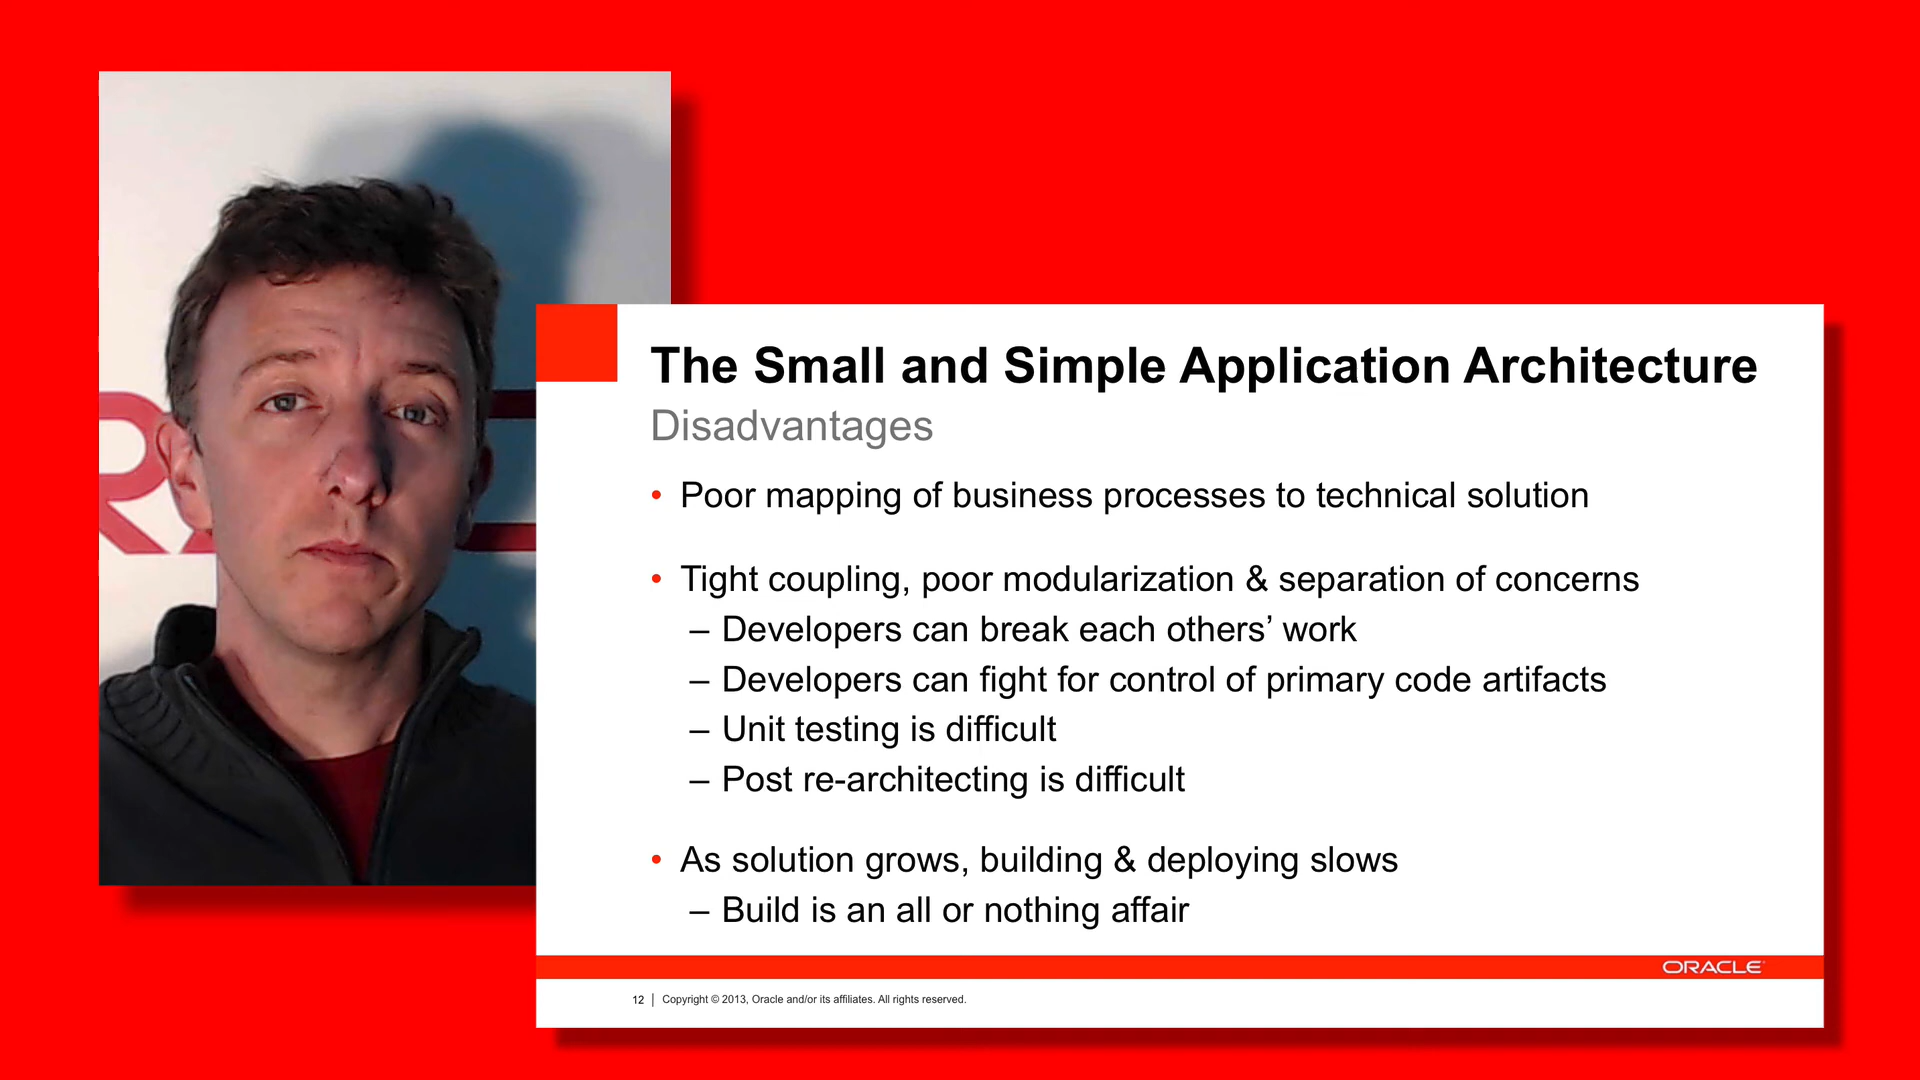 The Small and Simple Application Architecture
Disadvantages
• Poor mapping of business processes to technical solution
• Tight coupling, poor modularization & separation of concerns
– Developers can break each others’ work
– Developers can fight for control of primary code artifacts
– Unit testing is difficult
– Post re-architecting is difficult
• As solution grows, building & deploying slows
– Build is an all or nothing affair
ORACLE
12 | Copyright © 2013, Oracle and/or its affiliates. All rights reserved.